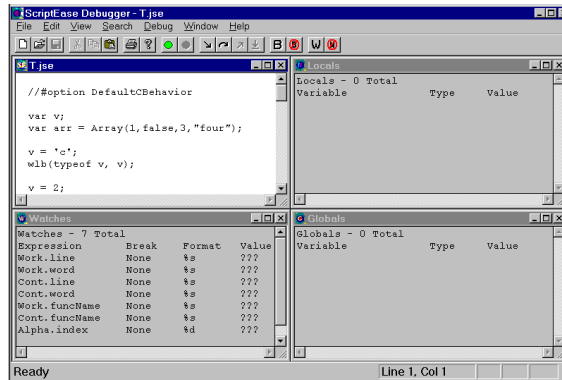 ScriptEase Debugger - T.jse
File Edit View Search Debug Window Help
B B W W
T.jse
//#option DefaultCBehavior
var v;
var arr = Array(1,false,3,"four");
v = 'c';
wlb(typeof v, v);
v = 2;
Locals
Locals - 0 Total
Variable Type Value
Watches
Watches - 7 Total
Expression Break Format Value
Work.line None %s ???
Work.word None %s ???
Cont.line None %s ???
Cont.word None %s ???
Work.funcName None %s ???
Cont.funcName None %s ???
Alpha.index None %d ???
Globals
Globals - 0 Total
Variable Type Value
Ready Line 1, Col 1